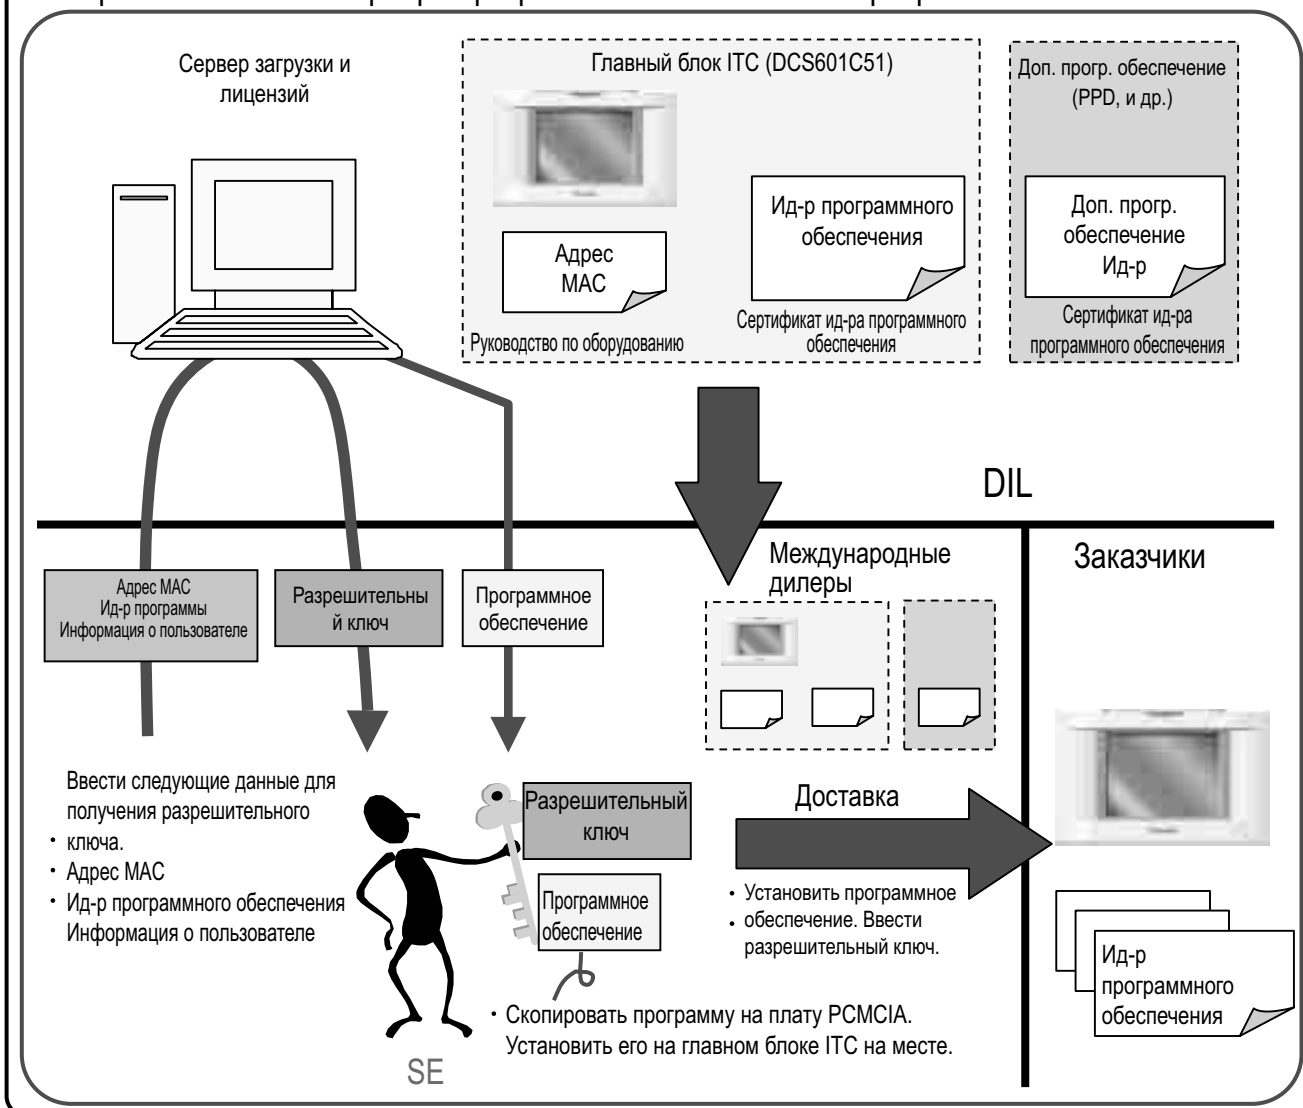 Сервер загрузки и
лицензий
Главный блок ITC (DCS601C51)
Адрес
MAC
Руководство по оборудованию
Ид-р программного
обеспечения
Сертификат ид-ра программного
обеспечения
Доп. прогр. обеспечение
(PPD, и др.)
Доп. прогр.
обеспечение
Ид-р
Сертификат ид-ра
программного обеспечения
DIL
Адрес MAC
Ид-р программы
Информация о пользователе
Разрешительны
й ключ
Программное
обеспечение
Международные
дилеры
Заказчики
Ввести следующие данные для
получения разрешительного
・ ключа.
・ Адрес MAC
・ Ид-р программного обеспечения
Информация о пользователе
Разрешительный
ключ
Программное
обеспечение
SE
・ Скопировать программу на плату PCMCIA.
Установить его на главном блоке ITC на месте.
Доставка
・ Установить программное
・ обеспечение. Ввести
разрешительный ключ.
Ид-р
программного
обеспечения